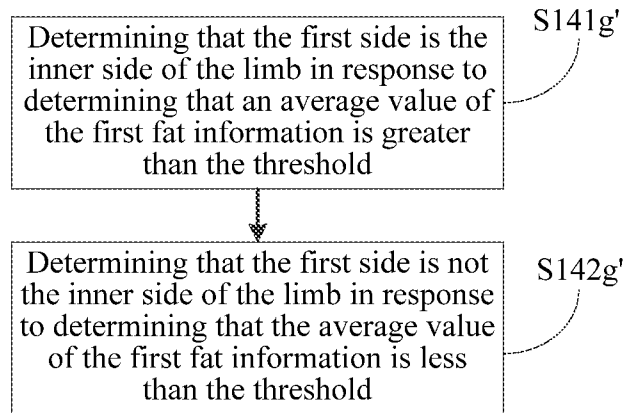 Determining that the first side is the
inner side of the limb in response to
determining that an average value of
the first fat information is greater
than the threshold
S141g'
Determining that the first side is not
the inner side of the limb in response
to determining that the average value
of the first fat information is less
than the threshold
S142g'